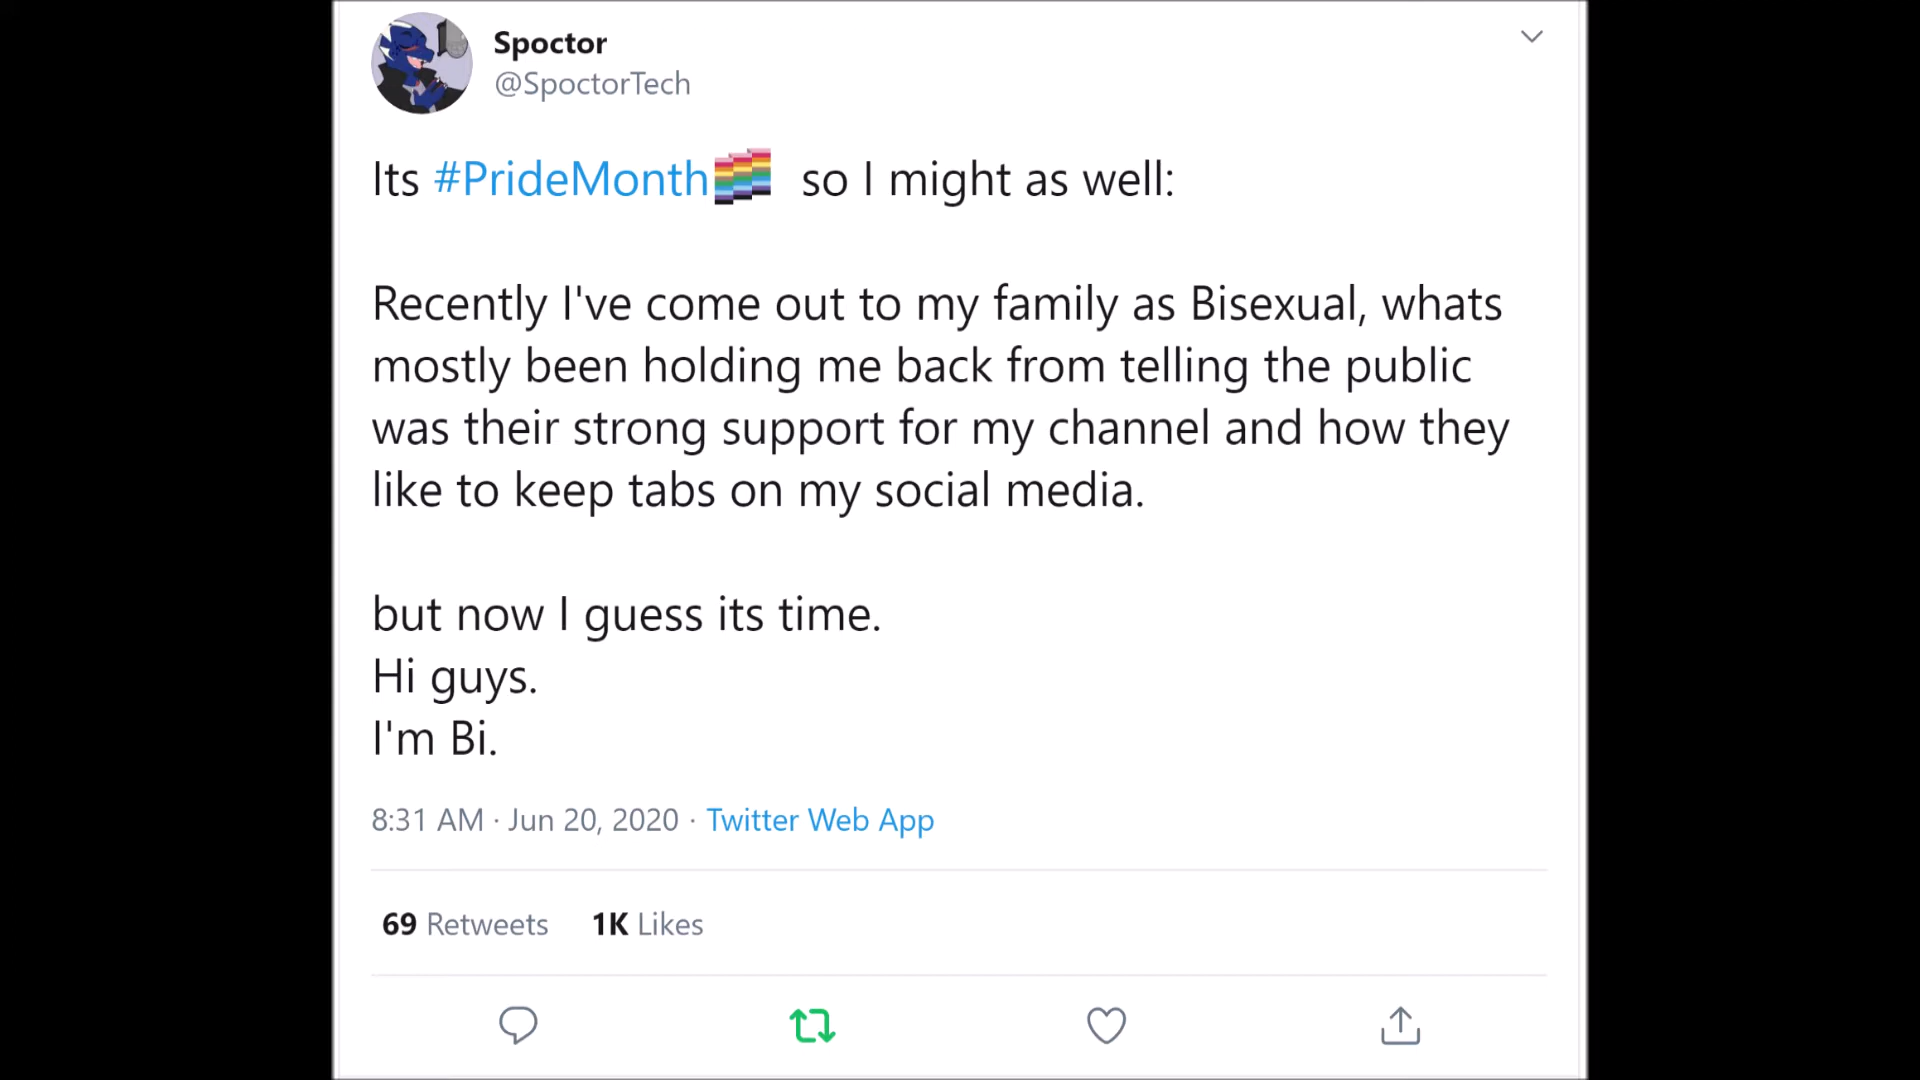 Spoctor
@SpoctorTech
Its #PrideMonth so I might as well:
Recently I've come out to my family as Bisexual, whats
mostly been holding me back from telling the public
was their strong support for my channel and how they
like to keep tabs on my social media.
but now I guess its time.
Hi guys.
I'm Bi.
8:31 AM · Jun 20, 2020 · Twitter Web App
69 Retweets 1K Likes